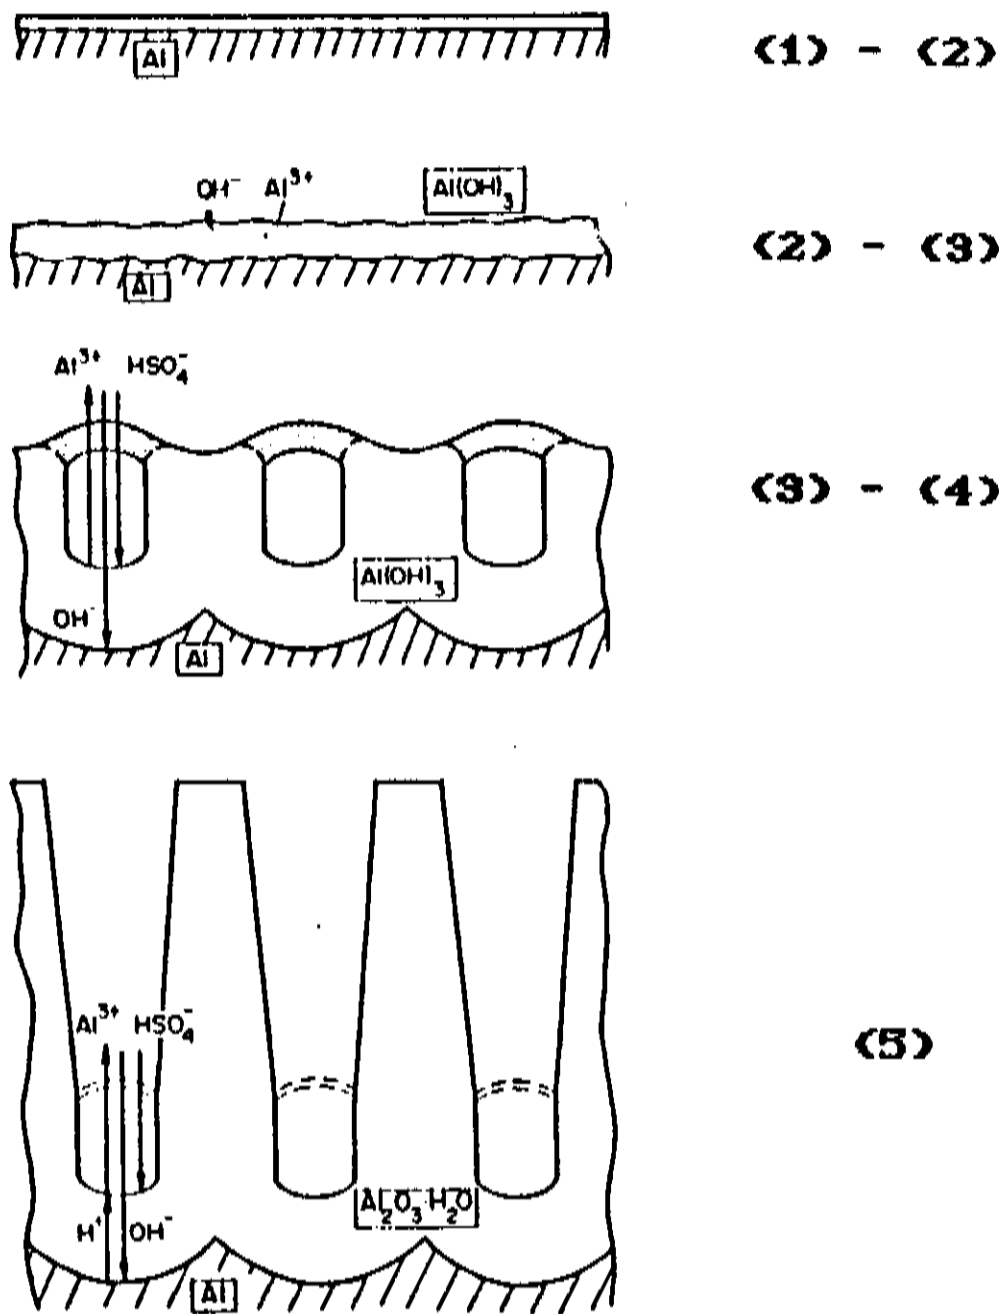 (1) - (2)
Al
OH⁻ Al³⁺ Al(OH)₃
(2) - (3)
Al
Al³⁺ HSO₄⁻
(3) - (4)
Al(OH)₃
OH⁻
Al
Al³⁺ HSO₄⁻
(5)
Al₂O₃·H₂O
H⁺ OH⁻
Al